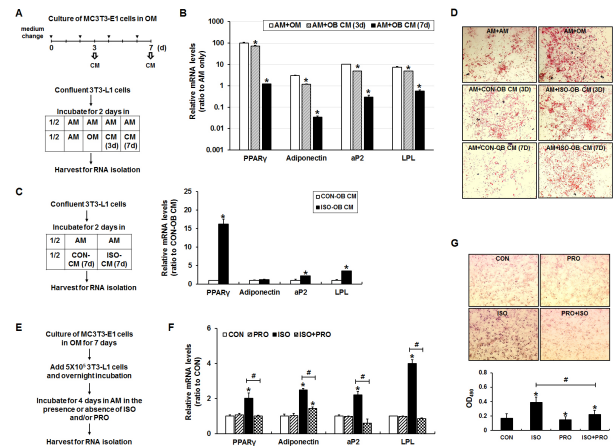 A
Culture of MC3T3-E1 cells in OM
medium
change
0
3
7
(d)
CM
CM
Confluent 3T3-L1 cells
Incubate for 2 days in
1/2 AM AM AM AM
1/2 AM OM CM (3d) CM (7d)
Harvest for RNA isolation
B
Relative mRNA levels
(ratio to AM only)
AM+OM
AM+OB CM (3d)
AM+OB CM (7d)
1000
100
10
1
0.1
0.01
0.001
* * * * * * * *
PPARγ Adiponectin aP2 LPL
C
Confluent 3T3-L1 cells
Incubate for 2 days in
1/2 AM AM
1/2 CON-CM (7d) ISO-CM (7d)
Harvest for RNA isolation
Relative mRNA levels
(ratio to CON-OB CM)
CON-OB CM
ISO-OB CM
25
20
15
10
5
0
* * *
PPARγ Adiponectin aP2 LPL
D
AM+AM
AM+OM
AM+CON-OB CM (3D)
AM+ISO-OB CM (3D)
AM+CON-OB CM (7D)
AM+ISO-OB CM (7D)
E
Culture of MC3T3-E1 cells
in OM for 7 days
Add 5X10⁵ 3T3-L1 cells
and overnight incubation
Incubate for 4 days in AM in the
presence or absence of ISO
and/or PRO
Harvest for RNA isolation
F
Relative mRNA levels
(ratio to CON)
CON
PRO
ISO
ISO+PRO
6
4
2
0
# # # #
* * * * *
PPARγ Adiponectin aP2 LPL
G
CON
PRO
ISO
PRO+ISO
0.8
0.6
0.4
0.2
0
#
* * *
CON ISO PRO ISO+PRO